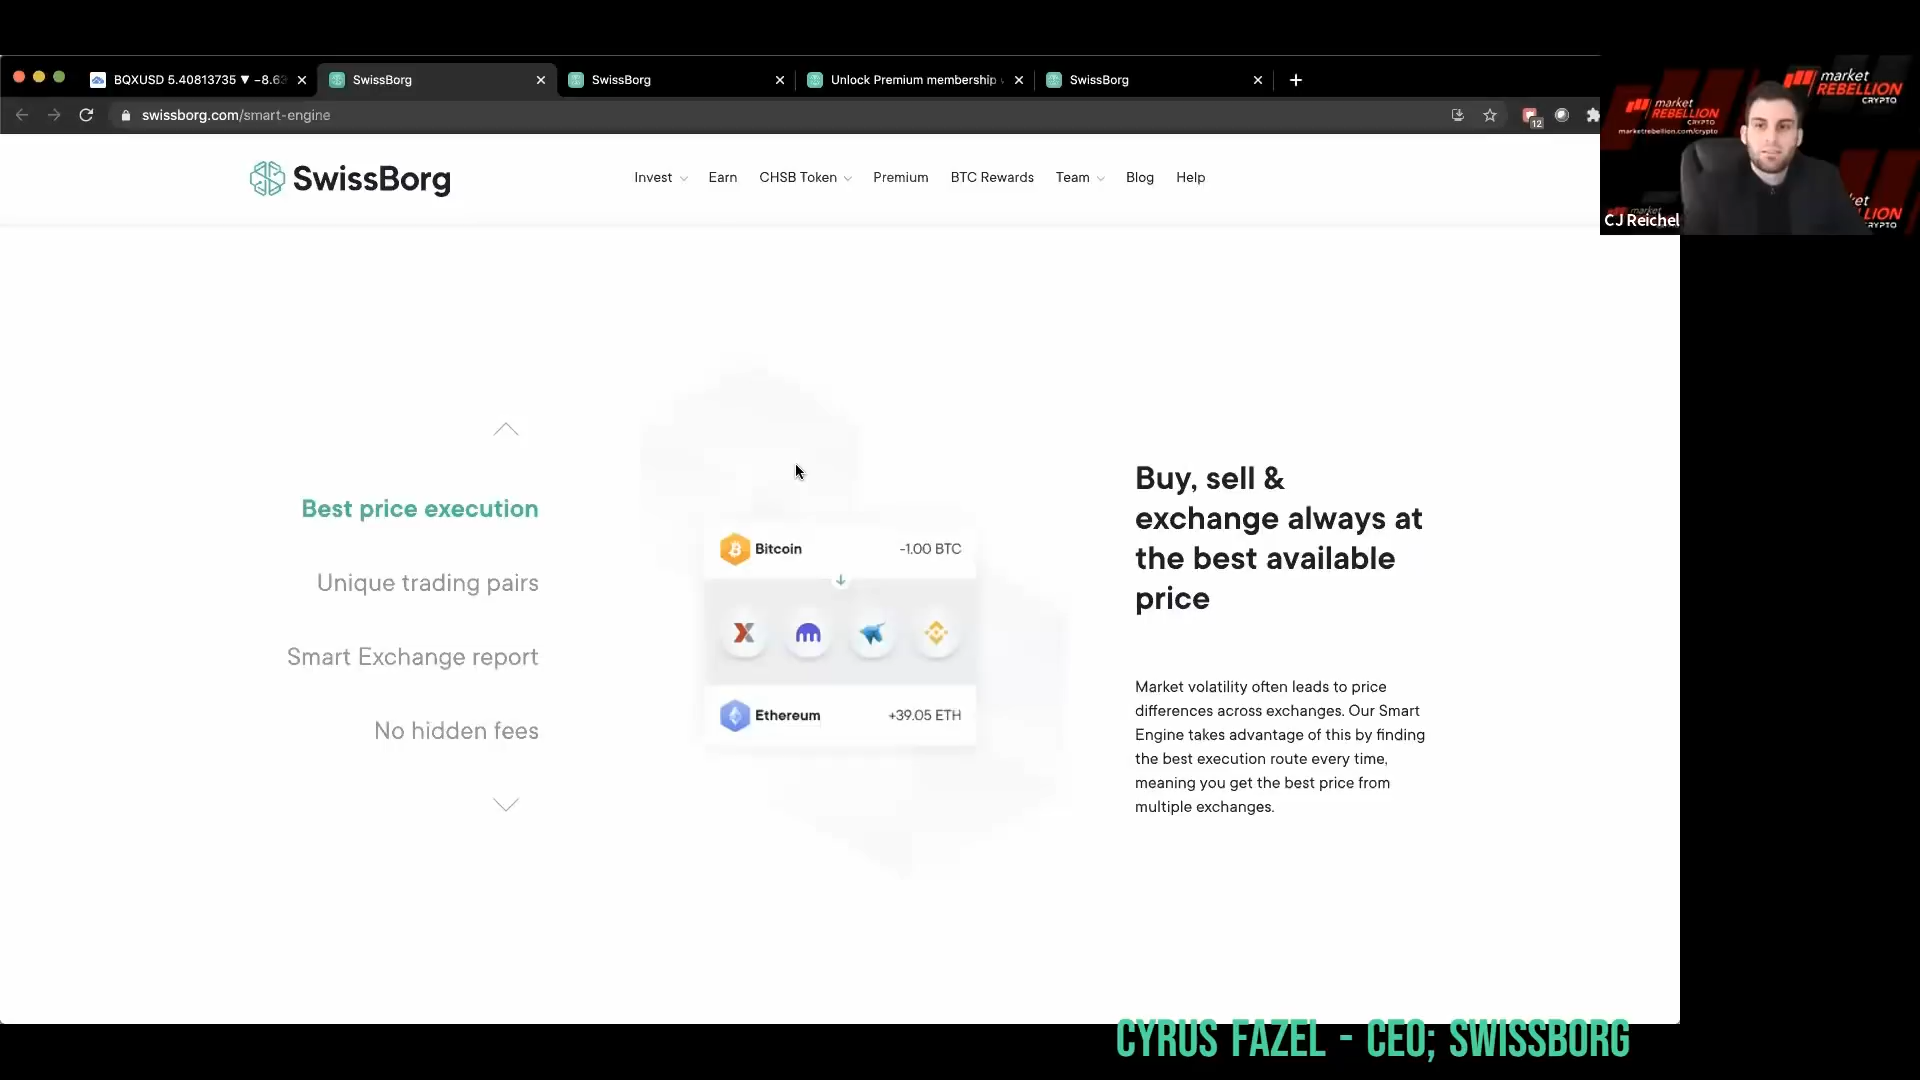 BQXUSD 5.40813735 ▼ −8.63
SwissBorg
SwissBorg
Unlock Premium membership
SwissBorg
swissborg.com/smart-engine
12
SwissBorg
Invest
Earn
CHSB Token
Premium
BTC Rewards
Team
Blog
Help
market
REBELLION
CRYPTO
market
REBELLION
CRYPTO
marketrebellion.com/crypto
CJ Reichel
Best price execution
Unique trading pairs
Smart Exchange report
No hidden fees
Bitcoin
-1.00 BTC
Ethereum
+39.05 ETH
Buy, sell &
exchange always at
the best available
price
Market volatility often leads to price
differences across exchanges. Our Smart
Engine takes advantage of this by finding
the best execution route every time,
meaning you get the best price from
multiple exchanges.
CYRUS FAZEL - CEO; SWISSBORG